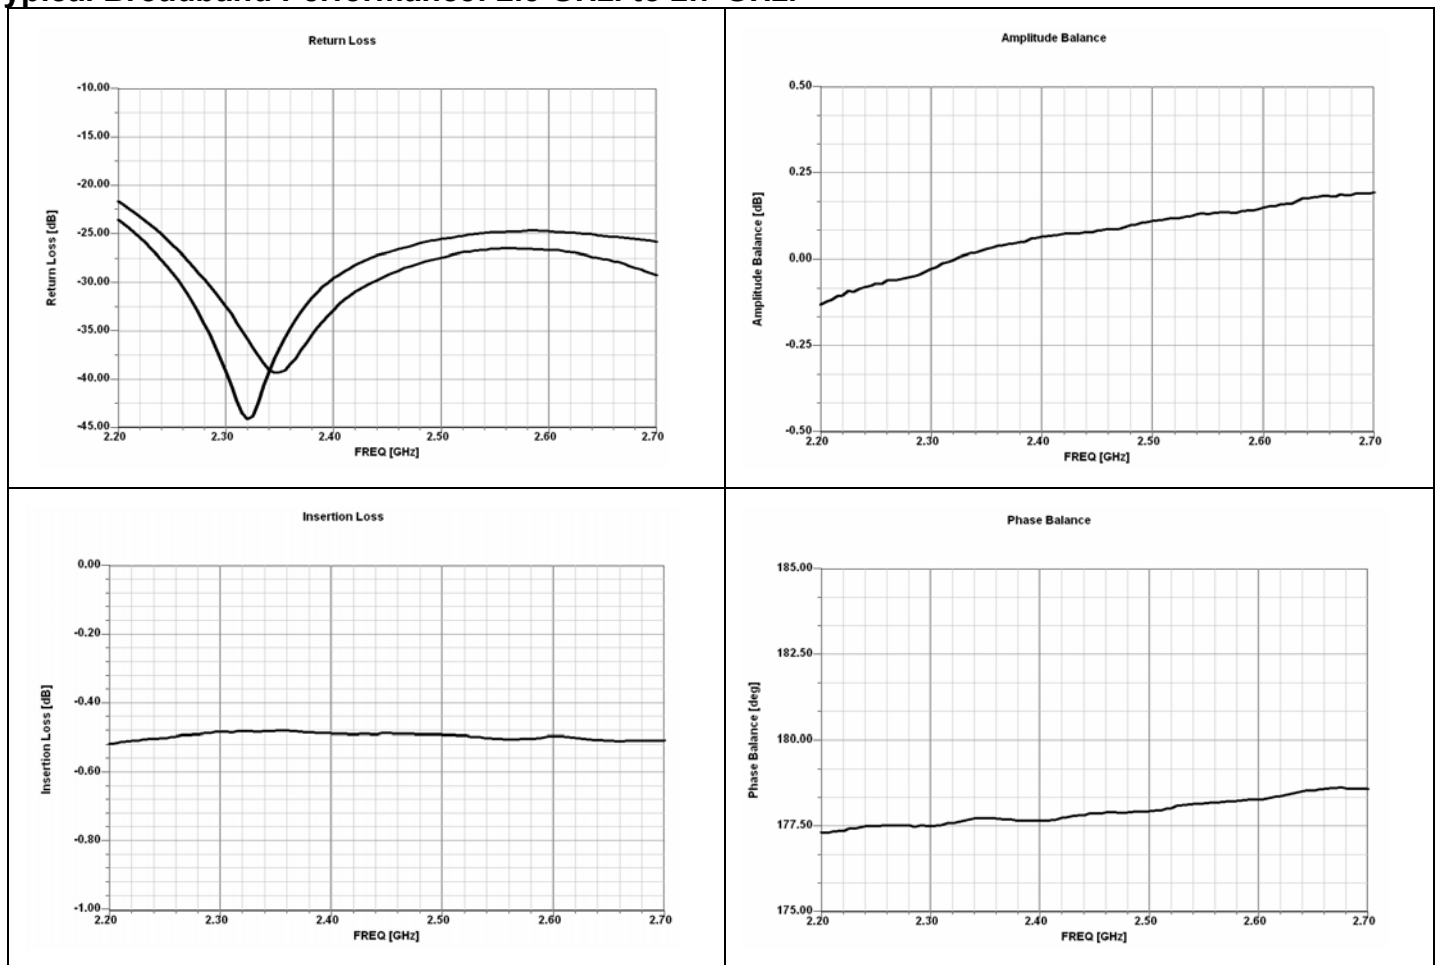 Return Loss
-10.00
-15.00
-20.00
-25.00
-30.00
-35.00
-40.00
-45.00
Return Loss [dB]
2.20 2.30 2.40 2.50 2.60 2.70
FREQ [GHz]
Amplitude Balance
0.50
0.25
0.00
-0.25
-0.50
Amplitude Balance [dB]
2.20 2.30 2.40 2.50 2.60 2.70
FREQ [GHz]
Insertion Loss
0.00
-0.20
-0.40
-0.60
-0.80
-1.00
Insertion Loss [dB]
2.20 2.30 2.40 2.50 2.60 2.70
FREQ [GHz]
Phase Balance
185.00
182.50
180.00
177.50
175.00
Phase Balance [deg]
2.20 2.30 2.40 2.50 2.60 2.70
FREQ [GHz]